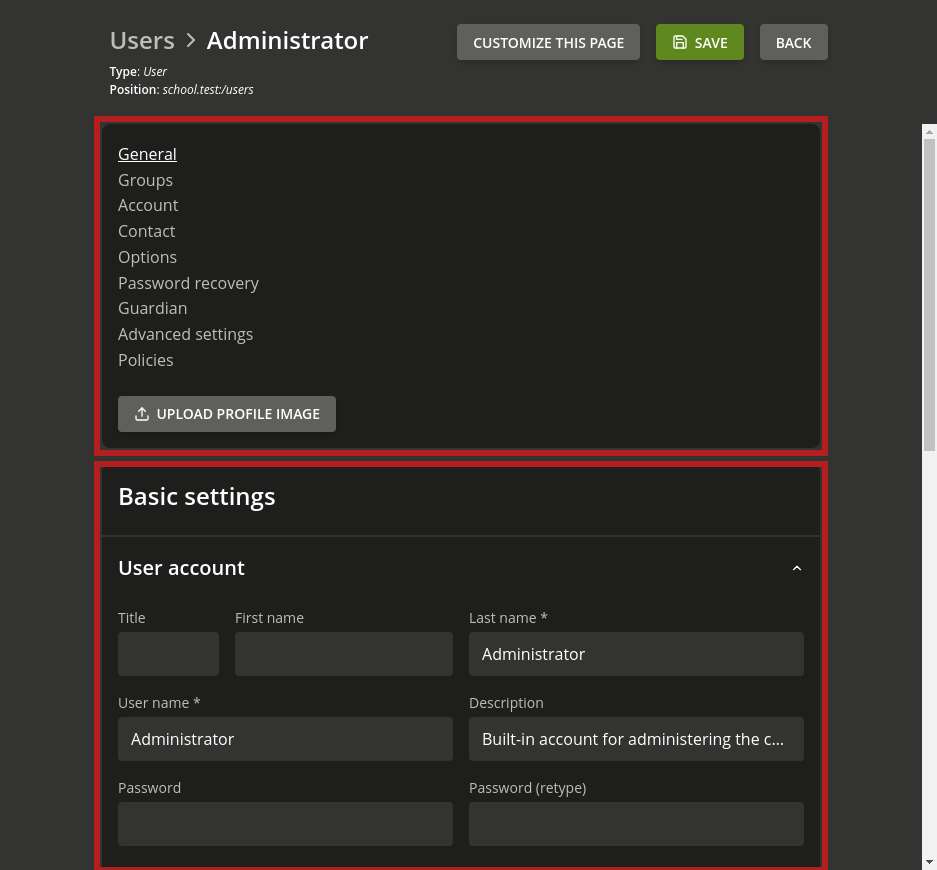 Users > Administrator
CUSTOMIZE THIS PAGE
SAVE
BACK
Type: User
Position: school.test:/users
General
Groups
Account
Contact
Options
Password recovery
Guardian
Advanced settings
Policies
UPLOAD PROFILE IMAGE
Basic settings
User account
Title
First name
Last name *
Administrator
User name *
Description
Administrator
Built-in account for administering the c...
Password
Password (retype)